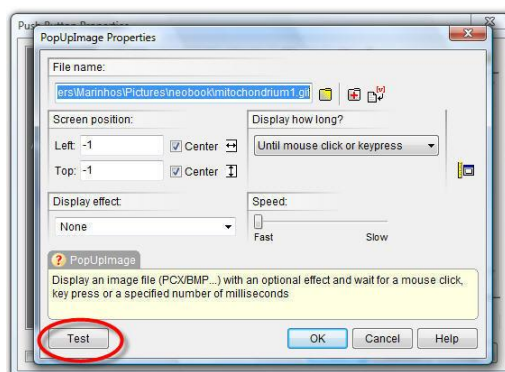 Push Button Properties
PopUpImage Properties
File name:
ers\Marinhos\Pictures\neobook\mitochondrium1.gif
Screen position:
Display how long?
Left: -1
Center
Until mouse click or keypress
Top: -1
Center
Display effect:
Speed:
None
Fast
Slow
? PopUpImage
Display an image file (PCX/BMP...) with an optional effect and wait for a mouse click,
key press or a specified number of milliseconds
Test
OK
Cancel
Help